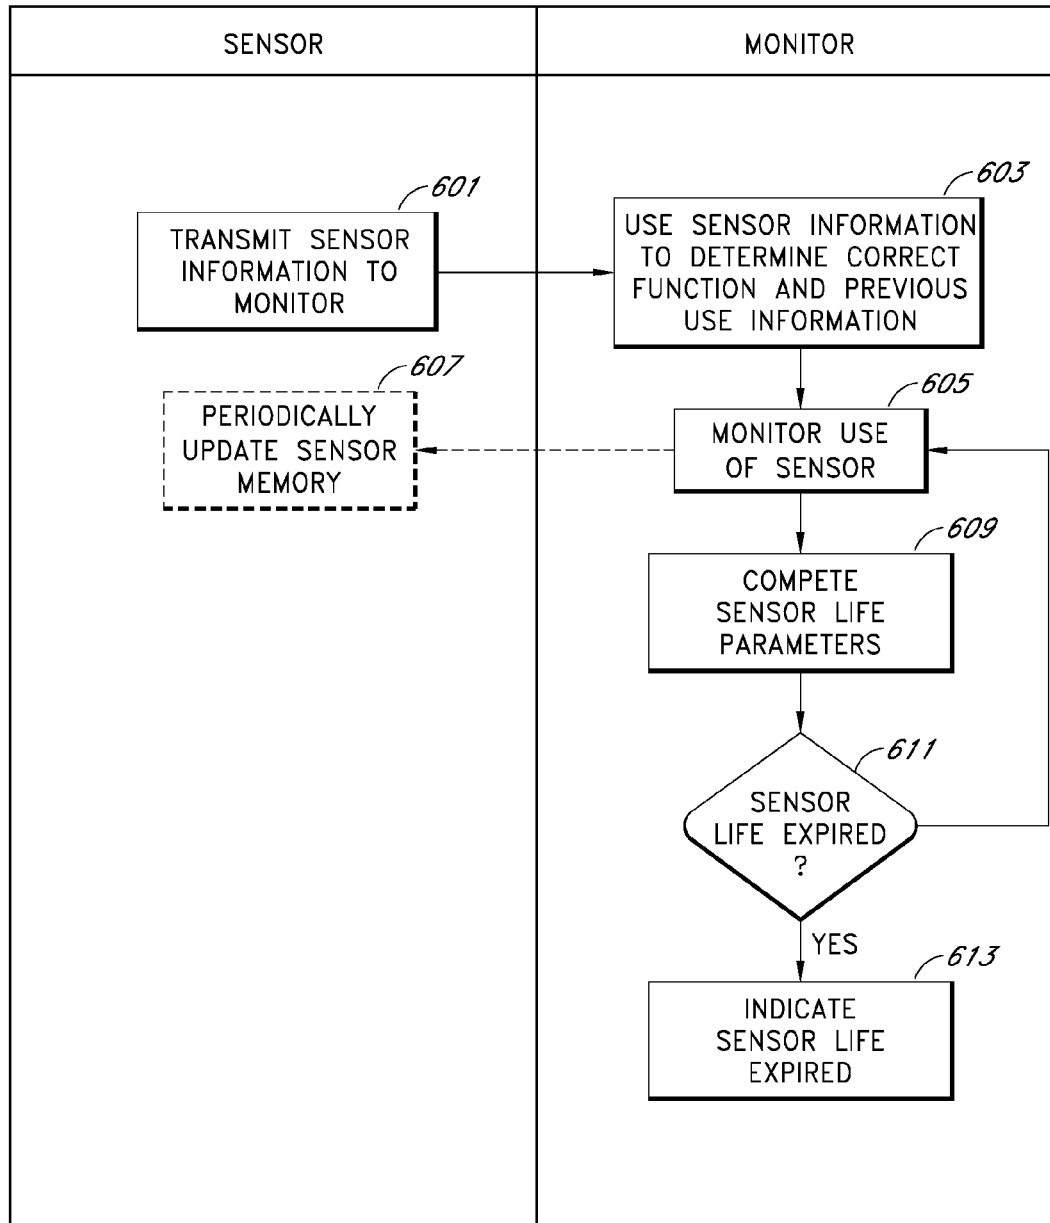 SENSOR
MONITOR
601
TRANSMIT SENSOR
INFORMATION TO
MONITOR
603
USE SENSOR INFORMATION
TO DETERMINE CORRECT
FUNCTION AND PREVIOUS
USE INFORMATION
607
PERIODICALLY
UPDATE SENSOR
MEMORY
605
MONITOR USE
OF SENSOR
609
COMPETE
SENSOR LIFE
PARAMETERS
611
SENSOR
LIFE EXPIRED
?
YES
613
INDICATE
SENSOR LIFE
EXPIRED